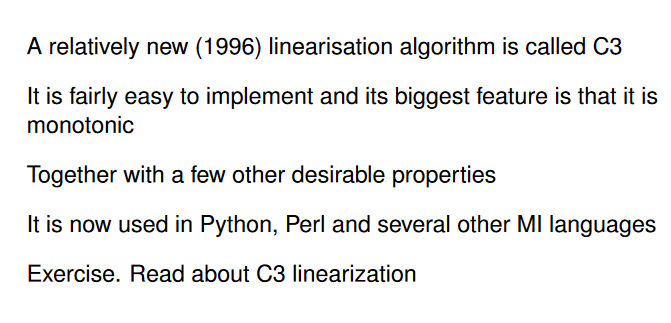 A relatively new (1996) linearisation algorithm is called C3
It is fairly easy to implement and its biggest feature is that it is
monotonic
Together with a few other desirable properties
It is now used in Python, Perl and several other MI languages
Exercise. Read about C3 linearization